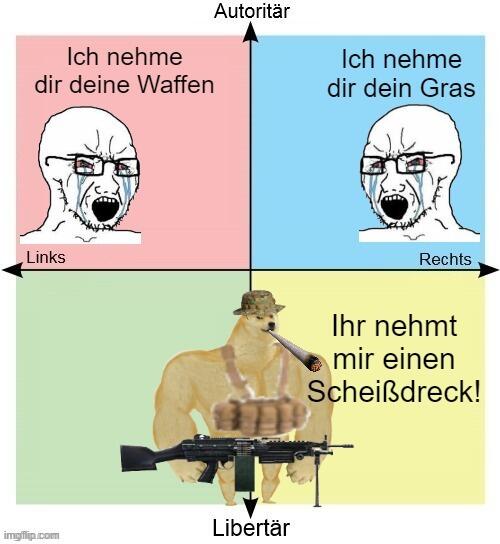 Autoritär
Ich nehme
dir deine Waffen
Ich nehme
dir dein Gras
Links
Rechts
Ihr nehmt
mir einen
Scheißdreck!
Libertär
imgflip.com